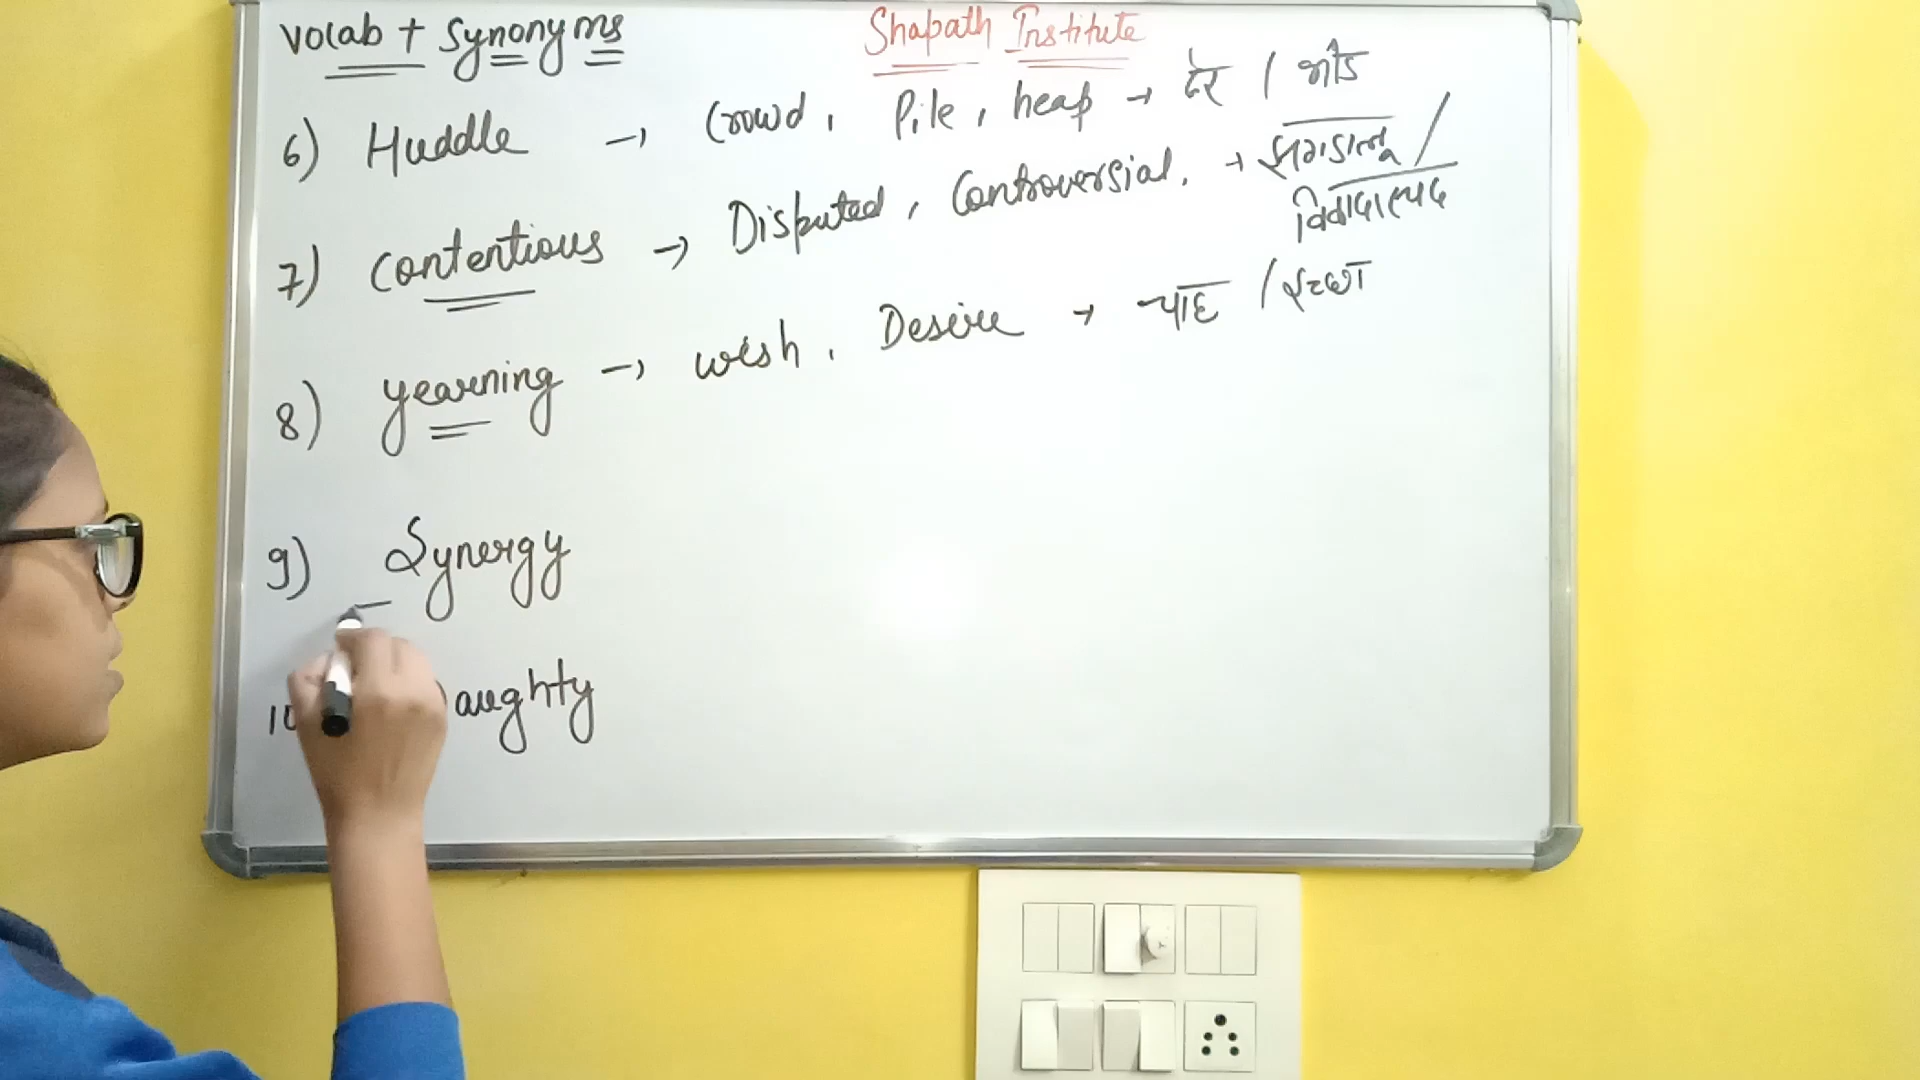 Vocab + Synonyms
Shapath Institute
6) Huddle → Crowd, Pile, heap → ढेर / भीड
7) Contentious → Disputed, Controversial. → झगडालू /
विवादास्पद
8) yearning → wish, Desire → चाह / इच्छा
9) Synergy
10 aughty